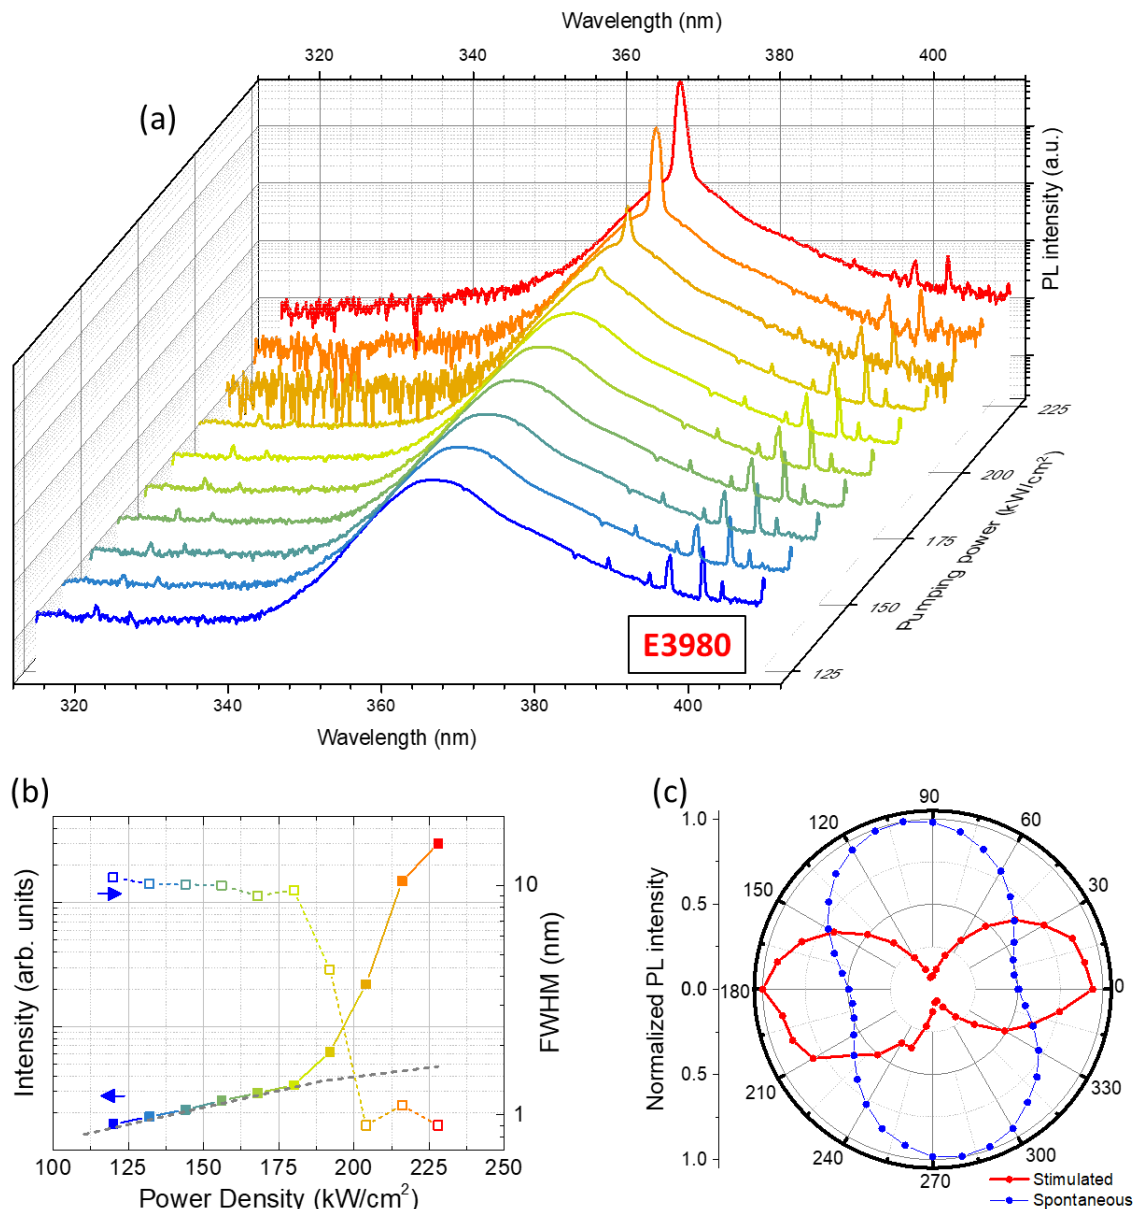 Wavelength (nm)
320 340 360 380 400
(a)
PL intensity (a.u.)
225
200
175
150
125
Pumping power (kW/cm²)
E3980
320 340 360 380 400
Wavelength (nm)
(b)
Intensity (arb. units)
10
1
FWHM (nm)
100 125 150 175 200 225 250
Power Density (kW/cm²)
(c)
Normalized PL intensity
1.0
0.5
0.0
0.5
1.0
90
120 60
150 30
180 0
210 330
240 300
270
Stimulated
Spontaneous